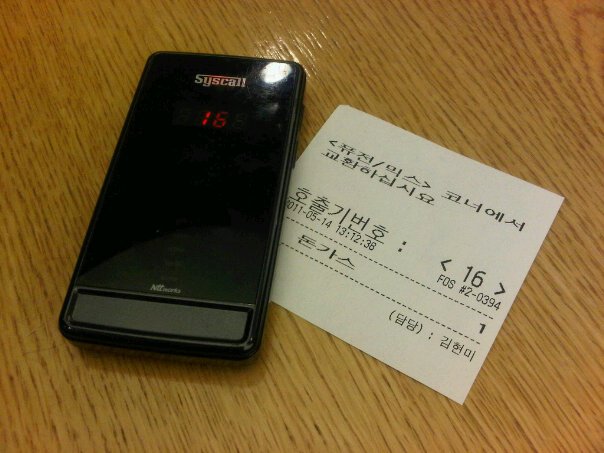 Syscall
16
Nttworks
<퓨전/믹스> 코너에서
교환하십시요
호출기번호 : < 16 >
2011-05-14 13:12:38 FOS #2-0394
돈가스 1
(담당) : 김현미